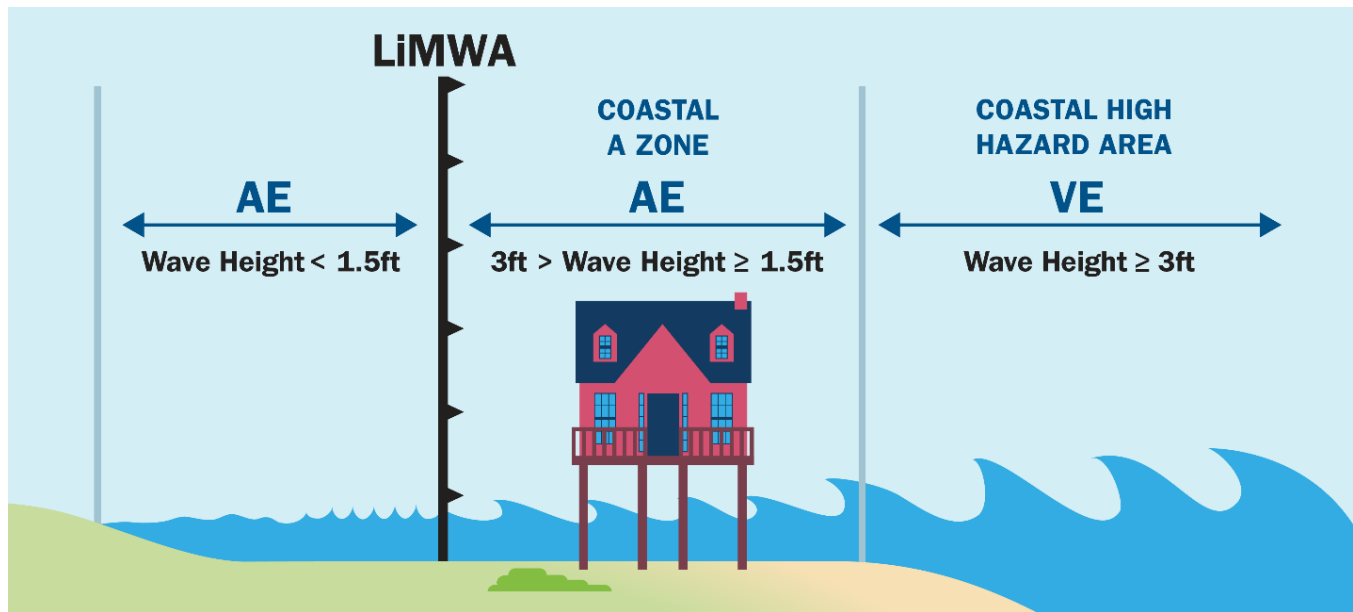 LiMWA
COASTAL
A ZONE
COASTAL HIGH
HAZARD AREA
AE
AE
VE
Wave Height < 1.5ft
3ft > Wave Height ≥ 1.5ft
Wave Height ≥ 3ft